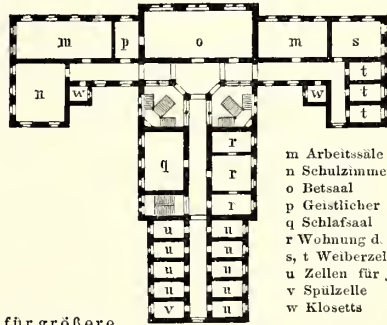 m p o m s
n w w t
t
t
q r
r
r
u u
u u
u u
u u
v u
m Arbeitssäle
n Schulzimme
o Betsaal
p Geistlicher
q Schlafsaal
r Wohnung d.
s, t Weiberzel
u Zellen für
v Spülzelle
w Klosetts
für größere